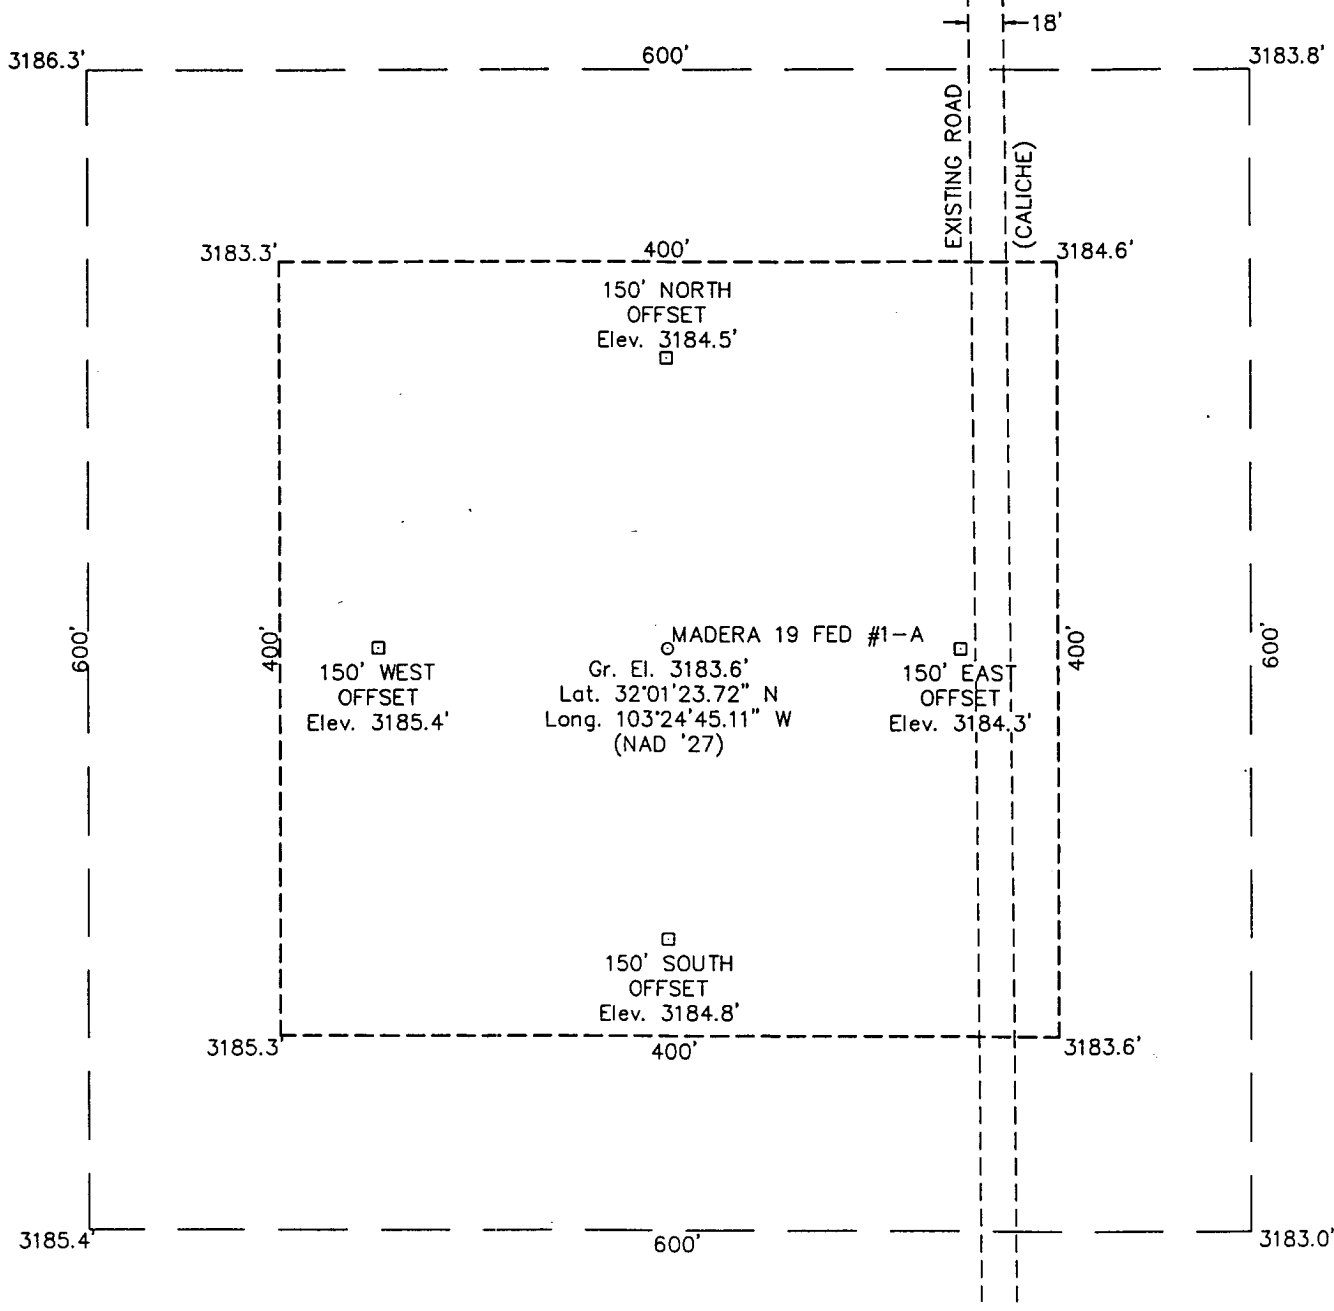 18'
3186.3'
600'
3183.8'
EXISTING ROAD
(CALICHE)
3183.3'
400'
3184.6'
150' NORTH
OFFSET
Elev. 3184.5'
600'
400'
MADERA 19 FED #1-A
Gr. El. 3183.6'
Lat. 32°01'23.72" N
Long. 103°24'45.11" W
(NAD '27)
150' WEST
OFFSET
Elev. 3185.4'
150' EAST
OFFSET
Elev. 3184.3'
400'
600'
150' SOUTH
OFFSET
Elev. 3184.8'
3185.3'
400'
3183.6'
3185.4'
600'
3183.0'